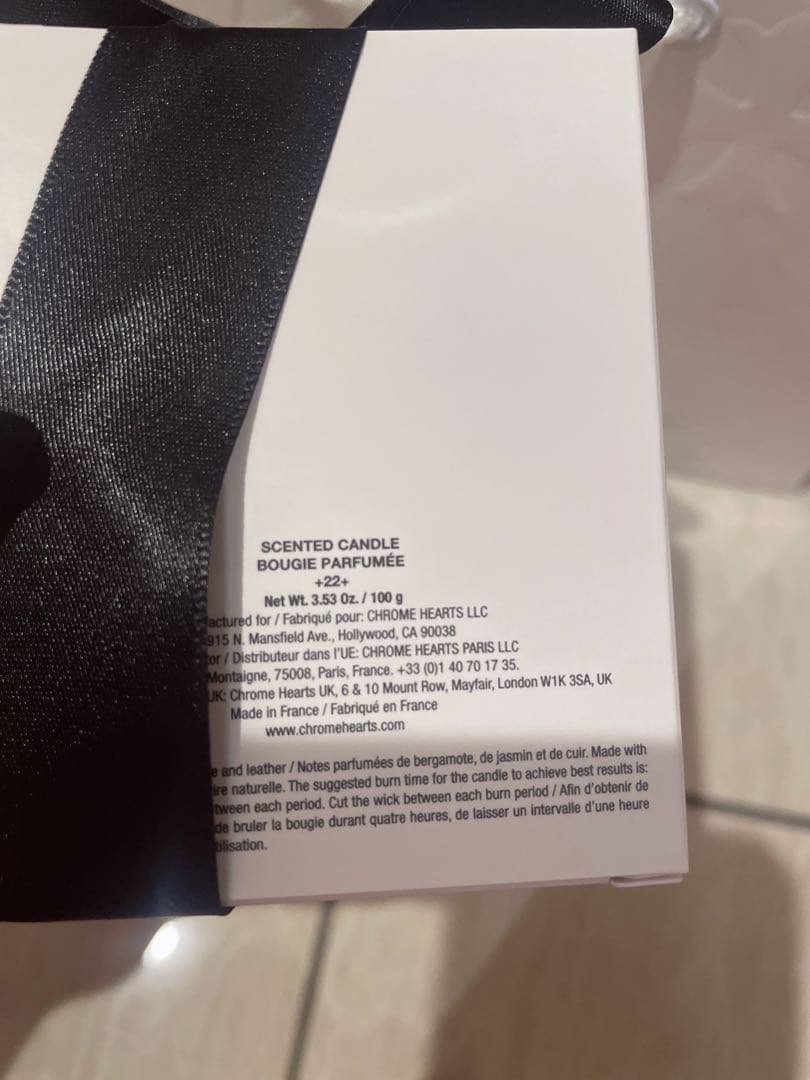 SCENTED CANDLE
BOUGIE PARFUMÉE
+22+
Net Wt. 3.53 Oz. / 100 g
for / Fabriqué pour: CHROME HEARTS LLC
915 N. Mansfield Ave., Hollywood, CA 90038
/ Distributeur dans l'UE: CHROME HEARTS PARIS LLC
Montaigne, 75008, Paris, France. +33 (0)1 40 70 17 35.
UK: Chrome Hearts UK, 6 & 10 Mount Row, Mayfair, London W1K 3SA, UK
Made in France / Fabriqué en France
www.chromehearts.com
and leather / Notes parfumées de bergamote, de jasmin et de cuir. Made with
naturelle. The suggested burn time for the candle to achieve best results is:
between each period. Cut the wick between each burn period / Afin d'obtenir de
de bruler la bougie durant quatre heures, de laisser un intervalle d'une heure